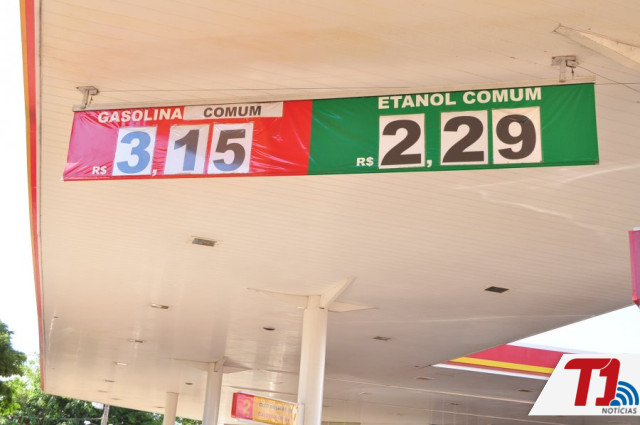 GASOLINA COMUM
R$ 3,15
ETANOL COMUM
R$ 2,29
T1
NOTÍCIAS